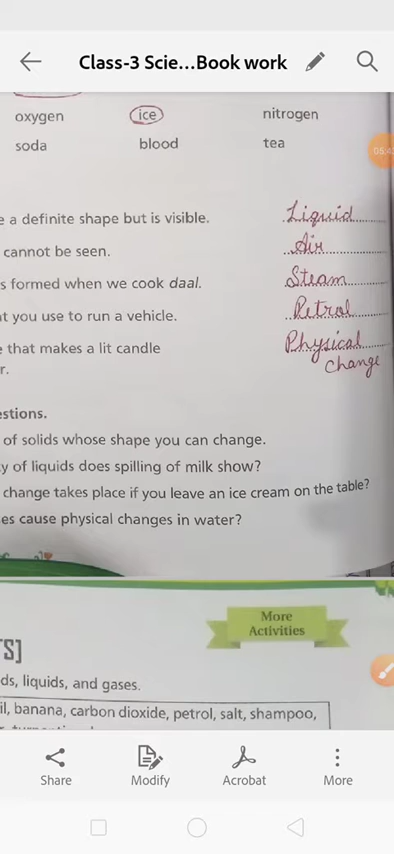 Class-3 Scie...Book work
oxygen ice nitrogen
soda blood tea
05:4
e a definite shape but is visible. Liquid
cannot be seen. Air
s formed when we cook daal. Steam
at you use to run a vehicle. Petrol
e that makes a lit candle Physical
r. change
estions.
of solids whose shape you can change.
y of liquids does spilling of milk show?
change takes place if you leave an ice cream on the table?
es cause physical changes in water?
More
Activities
TS]
ds, liquids, and gases.
il, banana, carbon dioxide, petrol, salt, shampoo,
Share Modify Acrobat More